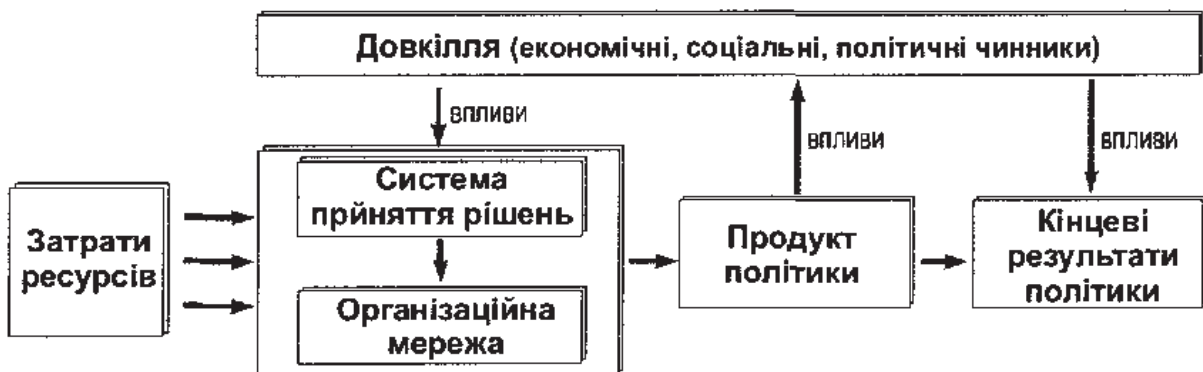 Довкілля (економічні, соціальні, політичні чинники)
впливи
впливи
впливи
Затрати
ресурсів
Система
прйняття рішень
Організаційна
мережа
Продукт
політики
Кінцеві
результати
політики